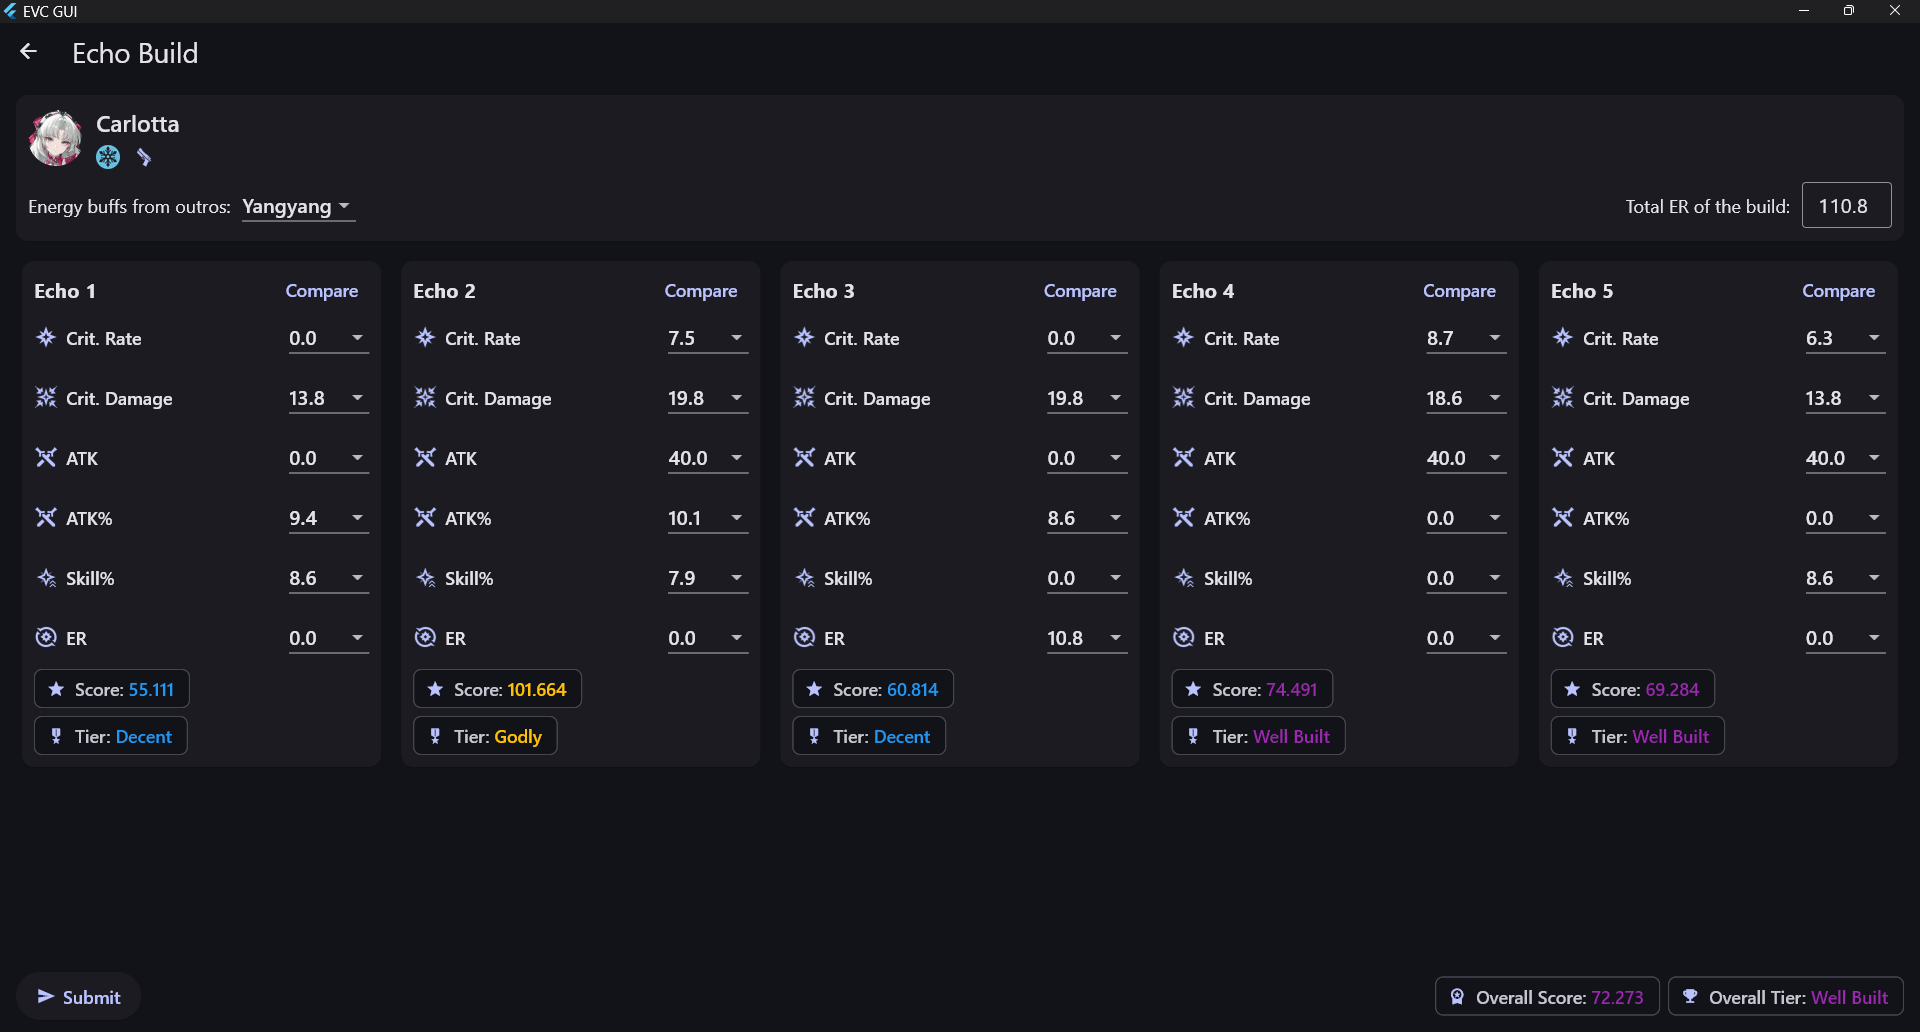 EVC GUI
Echo Build
Carlotta
Energy buffs from outros: Yangyang
Total ER of the build: 110.8
Echo 1 Compare
Crit. Rate 0.0
Crit. Damage 13.8
ATK 0.0
ATK% 9.4
Skill% 8.6
ER 0.0
Score: 55.111
Tier: Decent
Echo 2 Compare
Crit. Rate 7.5
Crit. Damage 19.8
ATK 40.0
ATK% 10.1
Skill% 7.9
ER 0.0
Score: 101.664
Tier: Godly
Echo 3 Compare
Crit. Rate 0.0
Crit. Damage 19.8
ATK 0.0
ATK% 8.6
Skill% 0.0
ER 10.8
Score: 60.814
Tier: Decent
Echo 4 Compare
Crit. Rate 8.7
Crit. Damage 18.6
ATK 40.0
ATK% 0.0
Skill% 0.0
ER 0.0
Score: 74.491
Tier: Well Built
Echo 5 Compare
Crit. Rate 6.3
Crit. Damage 13.8
ATK 40.0
ATK% 0.0
Skill% 8.6
ER 0.0
Score: 69.284
Tier: Well Built
Submit
Overall Score: 72.273
Overall Tier: Well Built